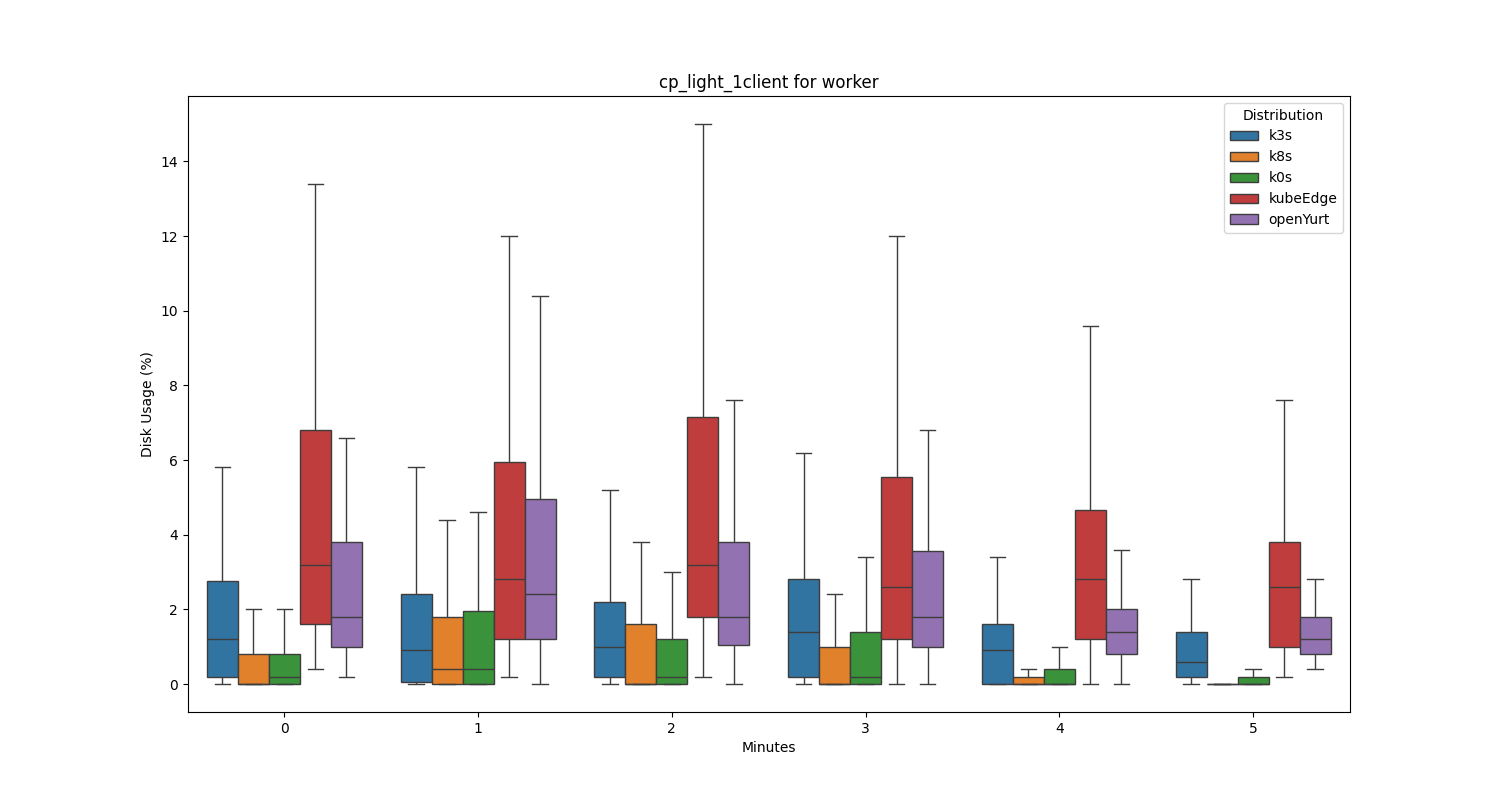 cp_light_1client for worker
Distribution
k3s
k8s
k0s
kubeEdge
openYurt
Disk Usage (%)
14
12
10
8
6
4
2
0
0 1 2 3 4 5
Minutes